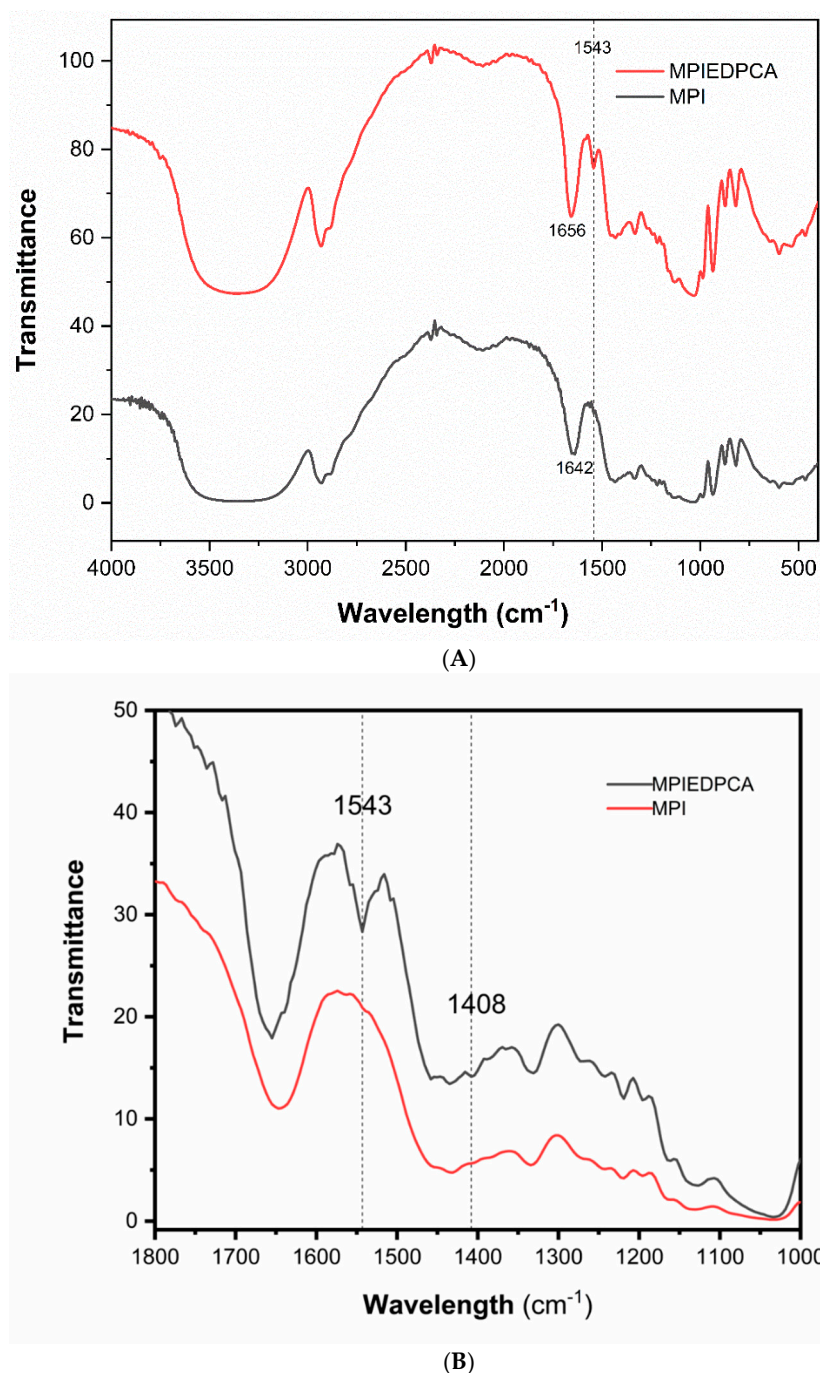 1543
MPIEDPCA
MPI
100
80
60
40
20
0
1656
1642
Transmittance
4000 3500 3000 2500 2000 1500 1000 500
Wavelength (cm⁻¹)
(A)
50
40
30
20
10
0
MPIEDPCA
MPI
1543
1408
Transmittance
1800 1700 1600 1500 1400 1300 1200 1100 1000
Wavelength (cm⁻¹)
(B)